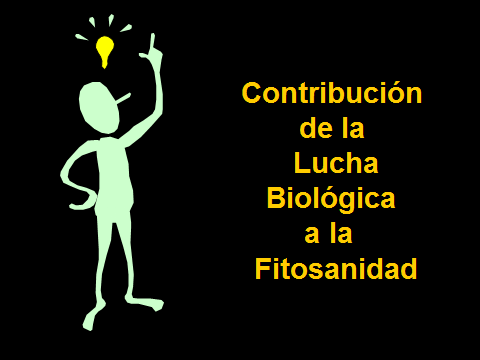 Contribución
de la
Lucha
Biológica
a la
Fitosanidad